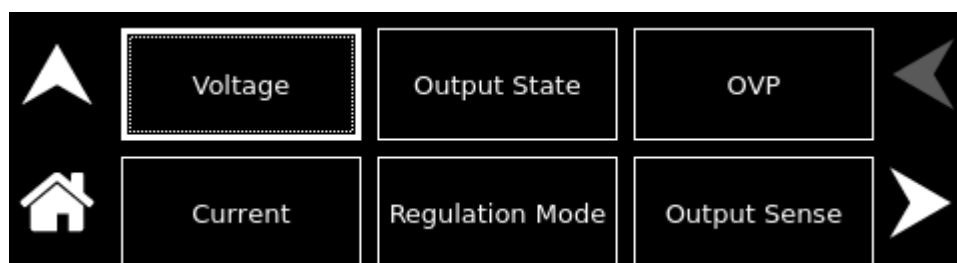 Voltage
Output State
OVP
Current
Regulation Mode
Output Sense